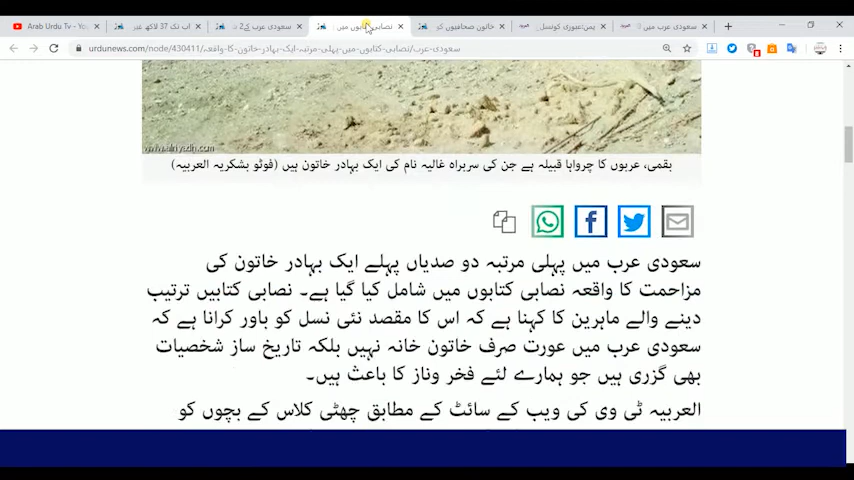 Arab Urdu Tv - Yo
اب تک 37 لاکھ غیر
سعودی عرب کے2
نصابی کتابوں میں
خاتون صحافیوں کی
یمن:عبوری کونسل
سعودی عرب میں
urdunews.com/node/430411/سعودی-عرب/نصابی-کتابوں-میں-پہلی-مرتبہ-ایک-بہادر-خاتون-کا-واقعہ
www.alriyadh.com
بقمی، عربوں کا چرواہا قبیلہ ہے جن کی سربراہ غالیہ نام کی ایک بہادر خاتون ہیں (فوٹو بشکریہ العربیہ)
سعودی عرب میں پہلی مرتبہ دو صدیاں پہلے ایک بہادر خاتون کی
مزاحمت کا واقعہ نصابی کتابوں میں شامل کیا گیا ہے۔ نصابی کتابیں ترتیب
دینے والے ماہرین کا کہنا ہے کہ اس کا مقصد نئی نسل کو باور کرانا ہے کہ
سعودی عرب میں عورت صرف خاتون خانہ نہیں بلکہ تاریخ ساز شخصیات
بھی گزری ہیں جو ہمارے لئے فخر وناز کا باعث ہیں۔
العربیہ ٹی وی کی ویب کے سائٹ کے مطابق چھٹی کلاس کے بچوں کو